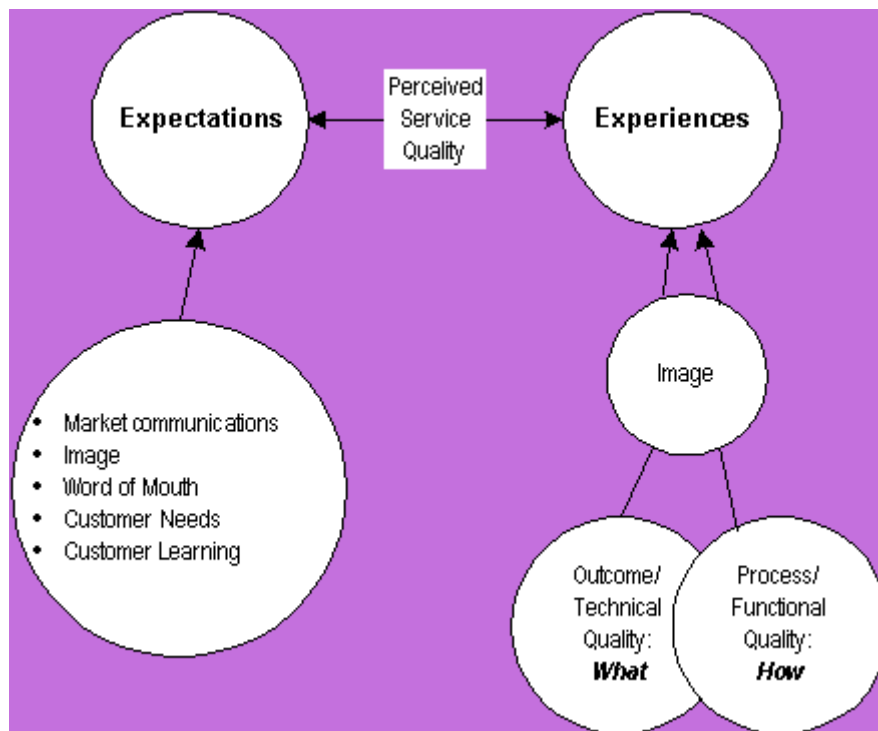 Expectations
Perceived
Service
Quality
Experiences
Image
• Market communications
• Image
• Word of Mouth
• Customer Needs
• Customer Learning
Outcome/
Technical
Quality:
What
Process/
Functional
Quality:
How